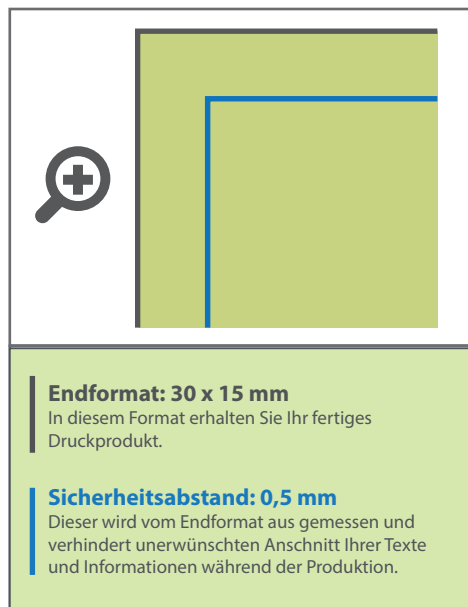 Endformat: 30 x 15 mm
In diesem Format erhalten Sie Ihr fertiges
Druckprodukt.
Sicherheitsabstand: 0,5 mm
Dieser wird vom Endformat aus gemessen und
verhindert unerwünschten Anschnitt Ihrer Texte
und Informationen während der Produktion.